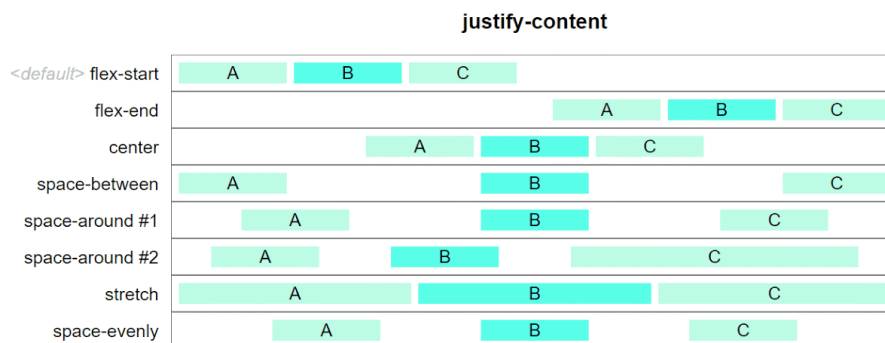 justify-content
<default> flex-start A B C
flex-end A B C
center A B C
space-between A B C
space-around #1 A B C
space-around #2 A B C
stretch A B C
space-evenly A B C